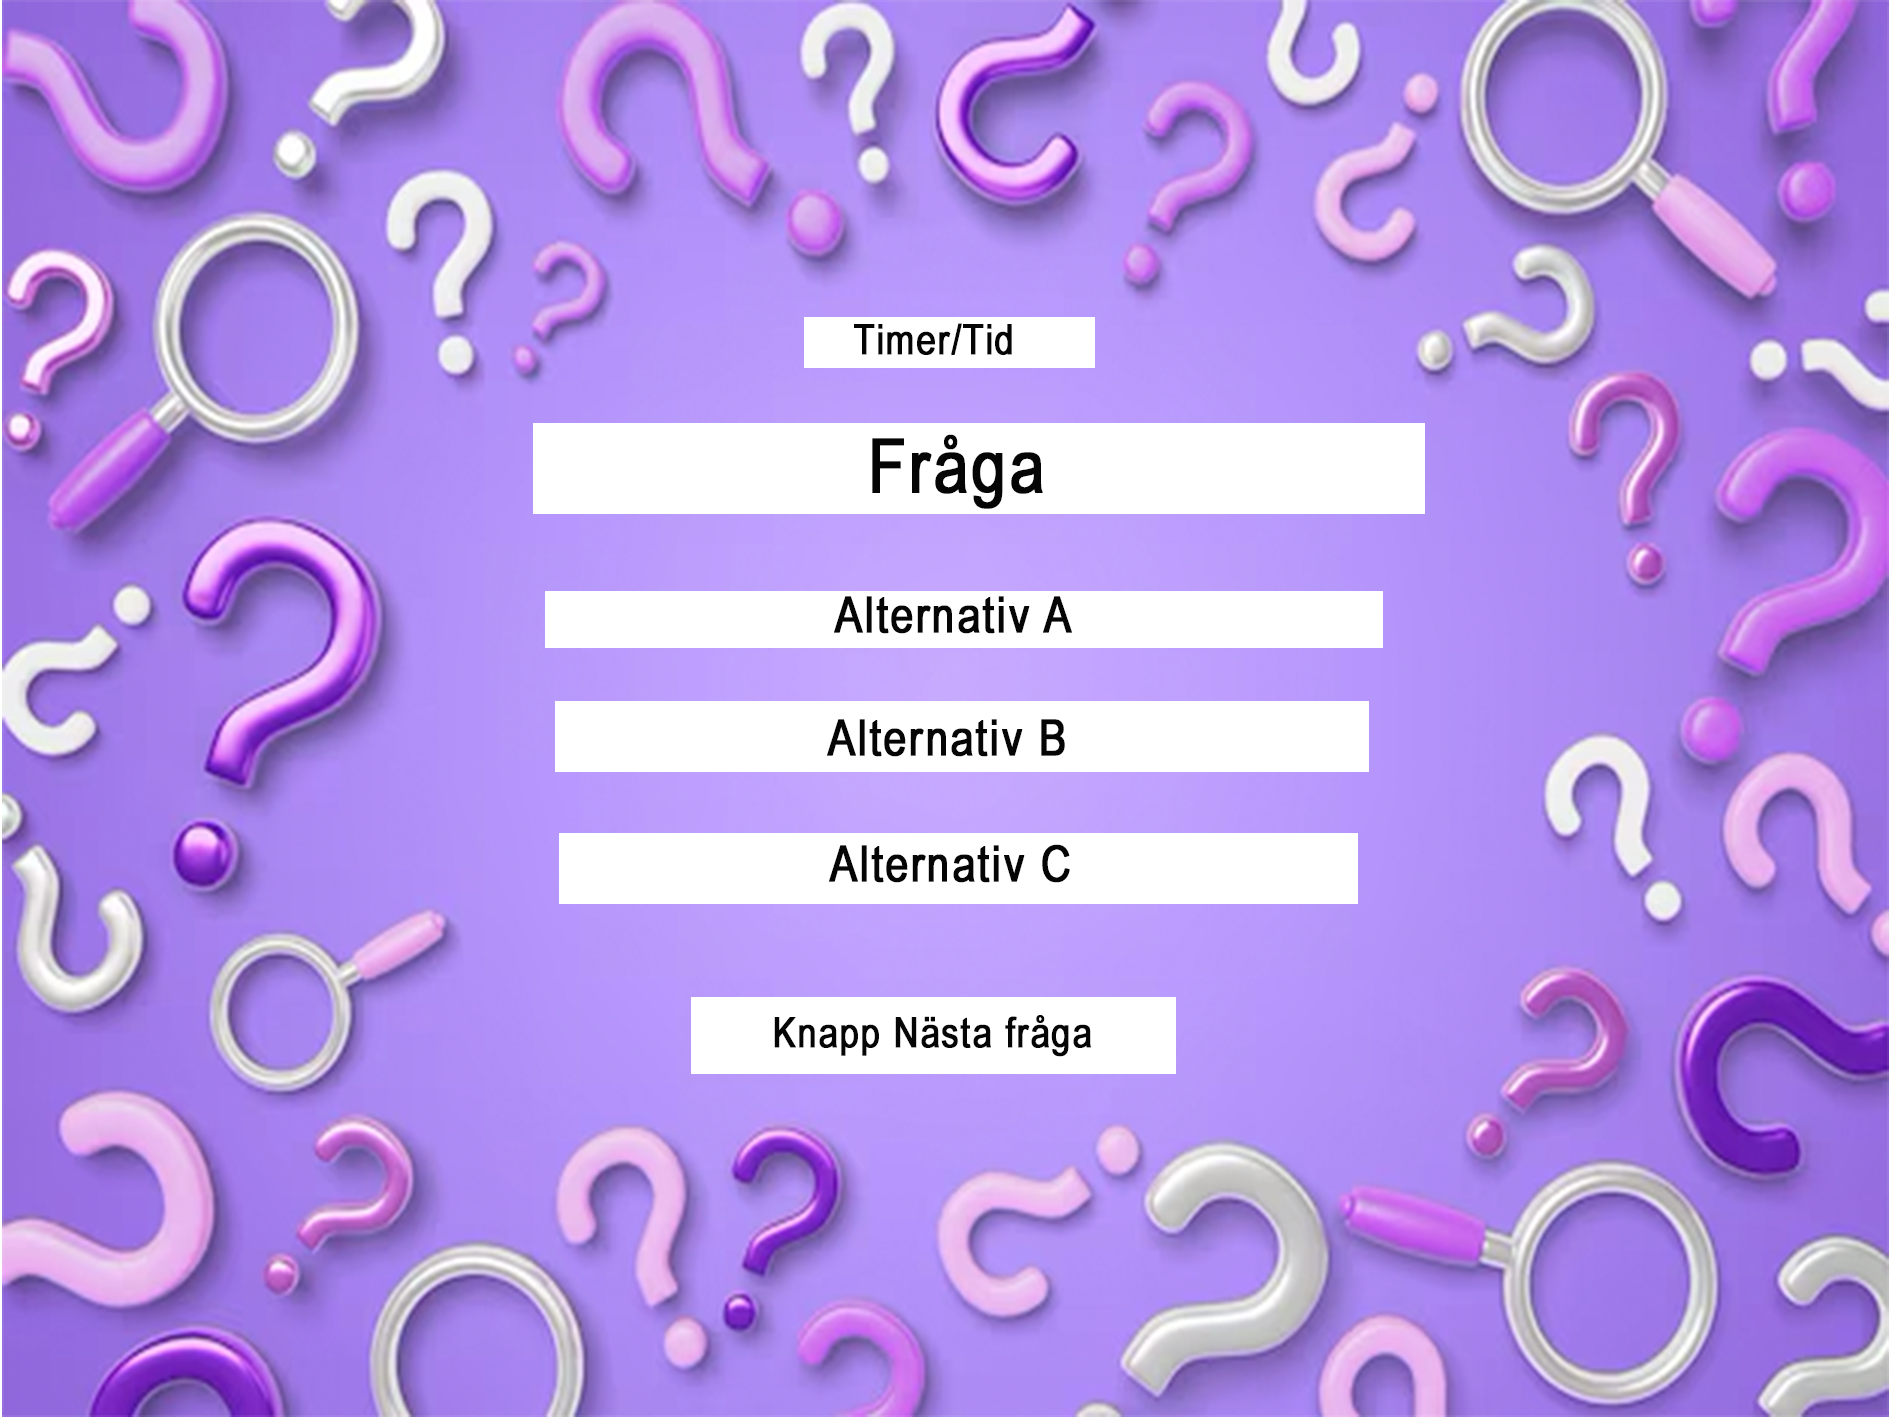 Timer/Tid
Fråga
Alternativ A
Alternativ B
Alternativ C
Knapp Nästa fråga